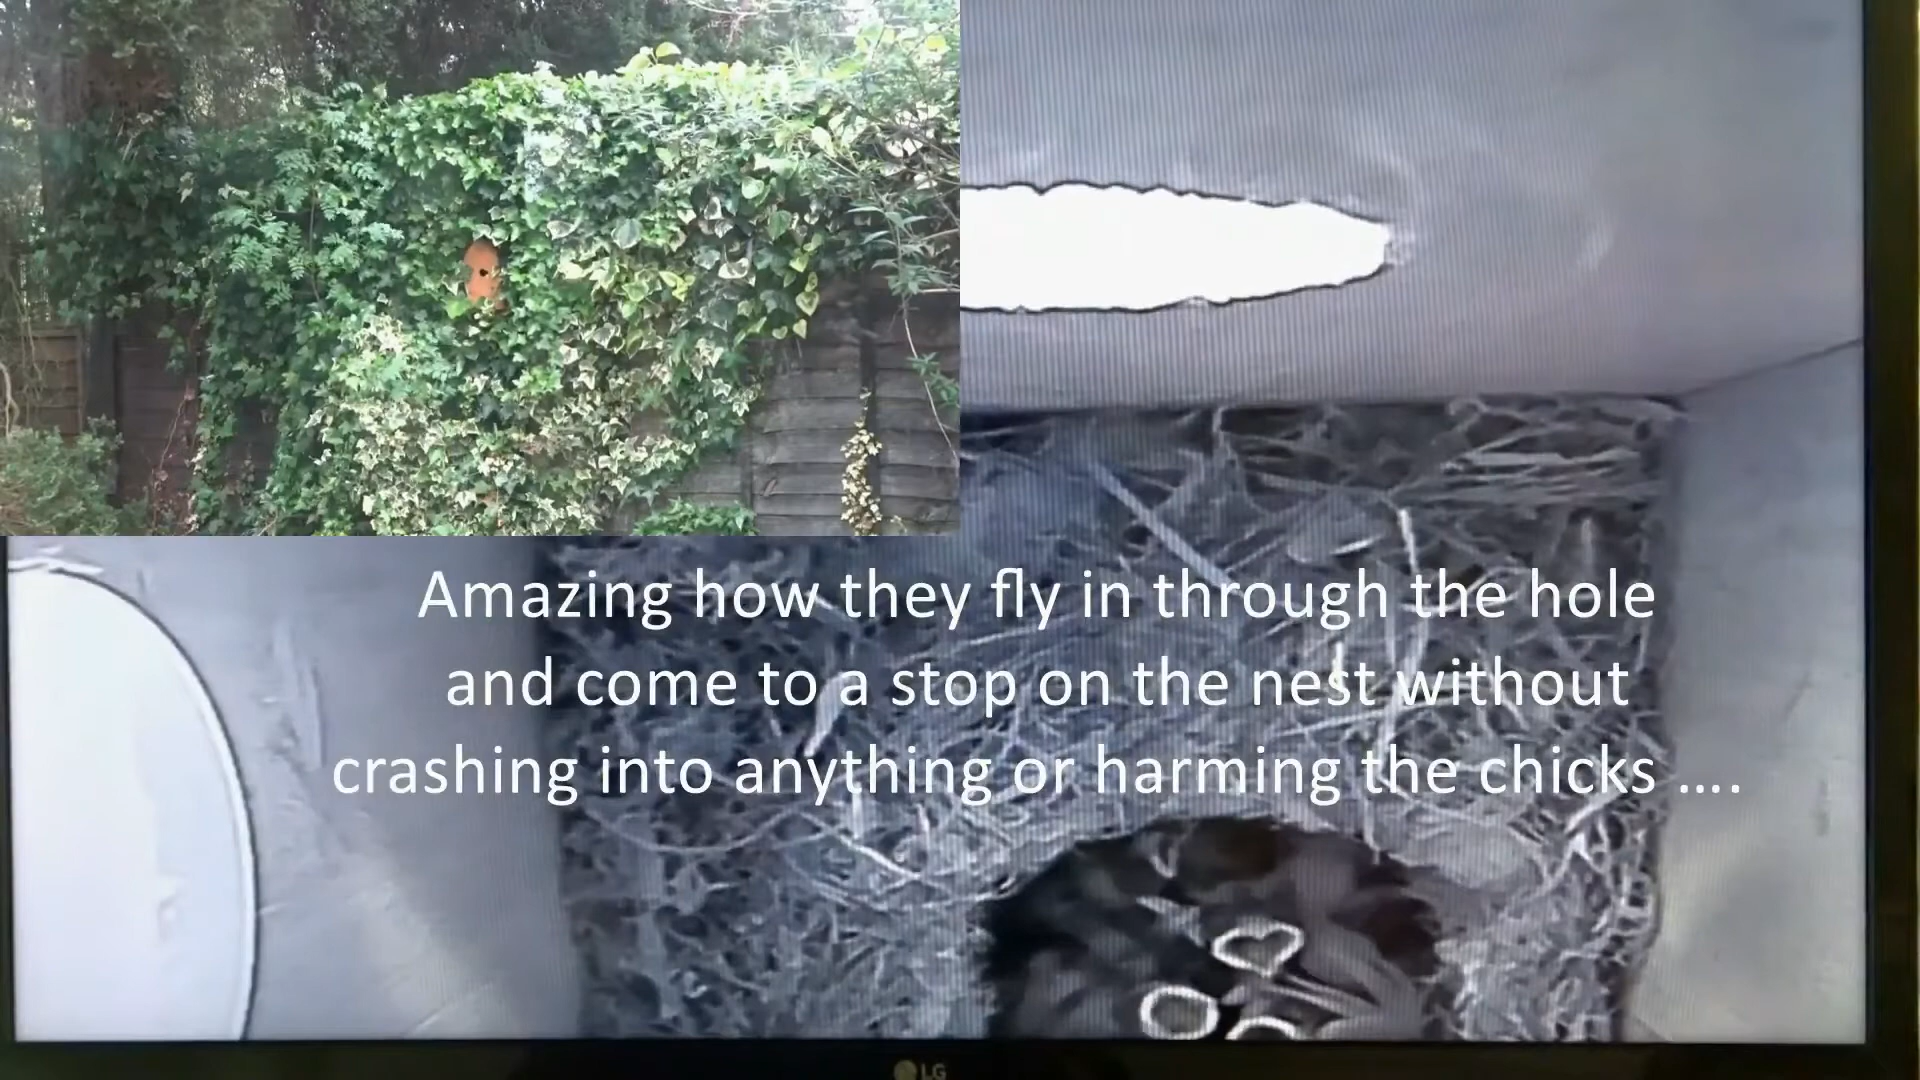 Amazing how they fly in through the hole
and come to a stop on the nest without
crashing into anything or harming the chicks ....
LG